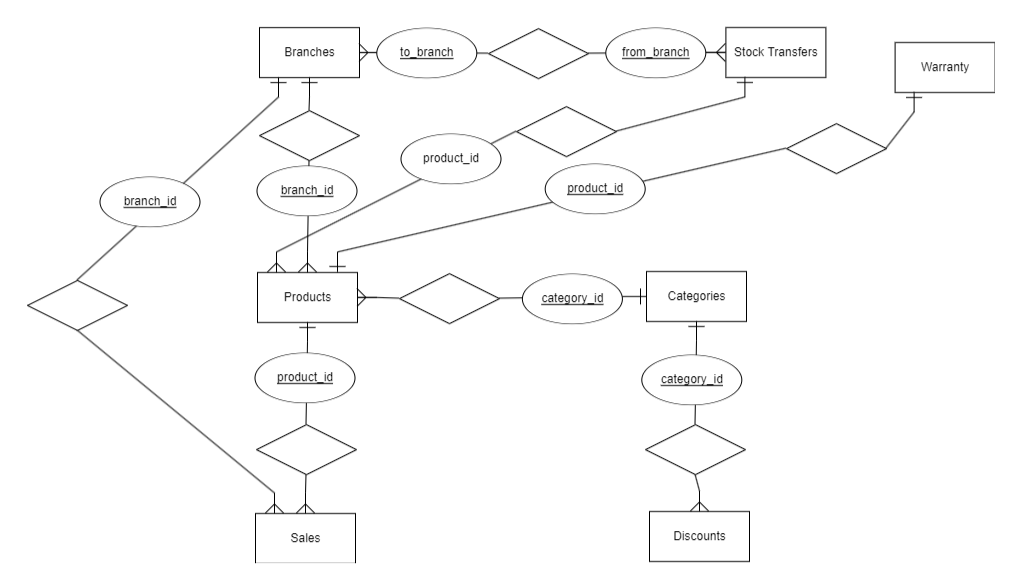 Branches
to_branch
from_branch
Stock Transfers
Warranty
product_id
product_id
branch_id
branch_id
Products
category_id
Categories
product_id
category_id
Sales
Discounts